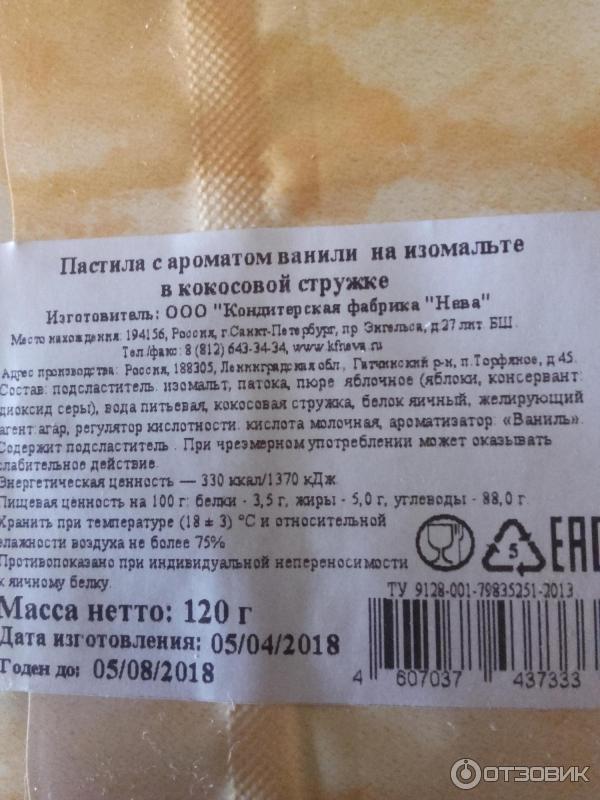 Пастила с ароматом ванили на изомальте
в кокосовой стружке
Изготовитель: ООО "Кондитерская фабрика "Нева"
Место нахождения: 194156, Россия, г.Санкт-Петербург, пр. Энгельса, д.27 лит. БШ.
Тел./факс: 8 (812) 643-34-34, www.kfneva.ru
Адрес производства: Россия, 188305, Ленинградская обл., Гатчинский р-н, п.Торфяное, д.45.
Состав: подсластитель: изомальт, патока, пюре яблочное (яблоки, консервант:
диоксид серы), вода питьевая, кокосовая стружка, белок яичный, желирующий
агент:агар, регулятор кислотности: кислота молочная, ароматизатор: «Ваниль».
Содержит подсластитель . При чрезмерном употреблении может оказывать
слабительное действие.
Энергетическая ценность — 330 ккал/1370 кДж
Пищевая ценность на 100 г: белки - 3,5 г, жиры - 5,0 г, углеводы - 88,0 г.
Хранить при температуре (18 ± 3) °C и относительной
влажности воздуха не более 75%
Противопоказано при индивидуальной непереносимости
к яичному белку.
5
EAC
ТУ 9128-001-79835251-2013
Масса нетто: 120 г
Дата изготовления: 05/04/2018
Годен до: 05/08/2018
4 607037 437333
ОТЗОВИК